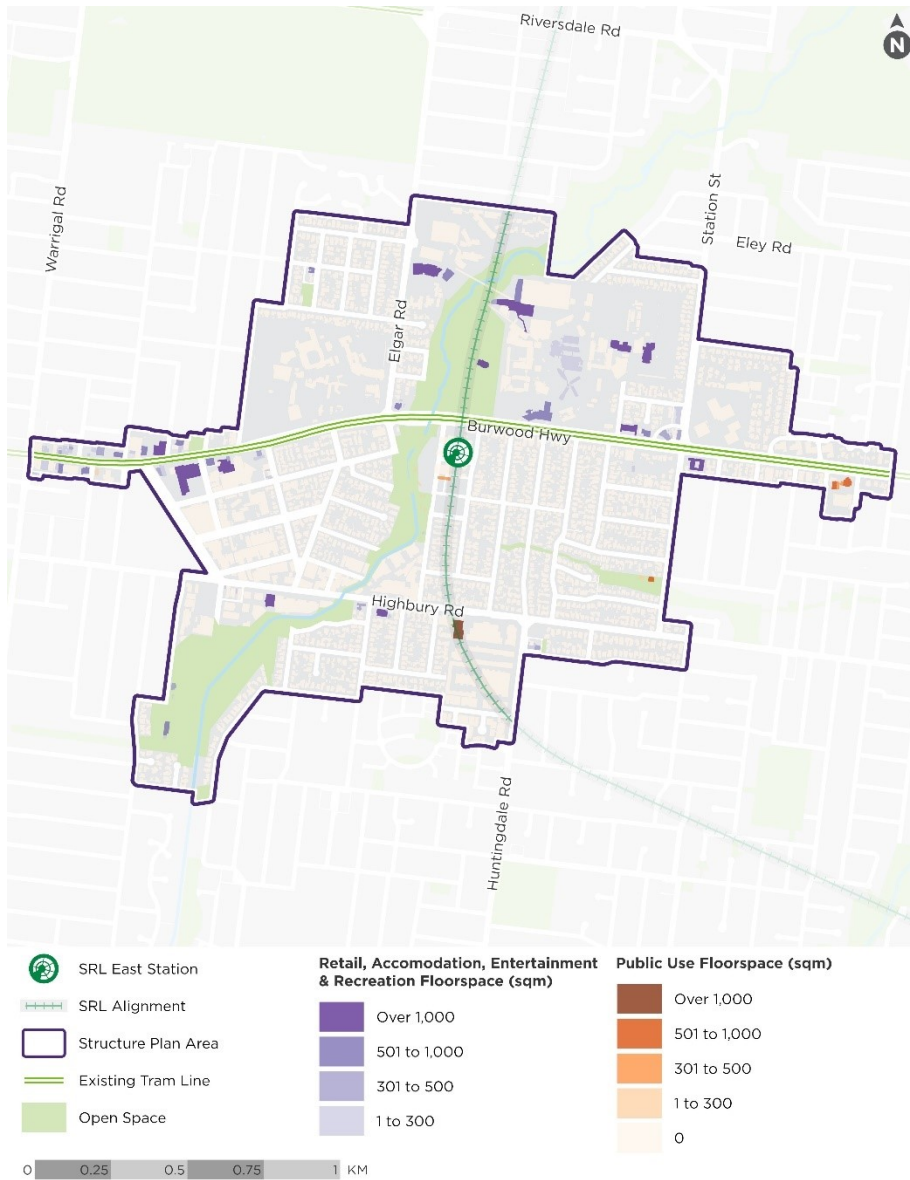 Riversdale Rd
N
Warrigal Rd
Station St
Eley Rd
Elgar Rd
Burwood Hwy
Highbury Rd
Huntingdale Rd
SRL East Station
SRL Alignment
Structure Plan Area
Existing Tram Line
Open Space
Retail, Accomodation, Entertainment
& Recreation Floorspace (sqm)
Over 1,000
501 to 1,000
301 to 500
1 to 300
Public Use Floorspace (sqm)
Over 1,000
501 to 1,000
301 to 500
1 to 300
0
0 0.25 0.5 0.75 1 KM